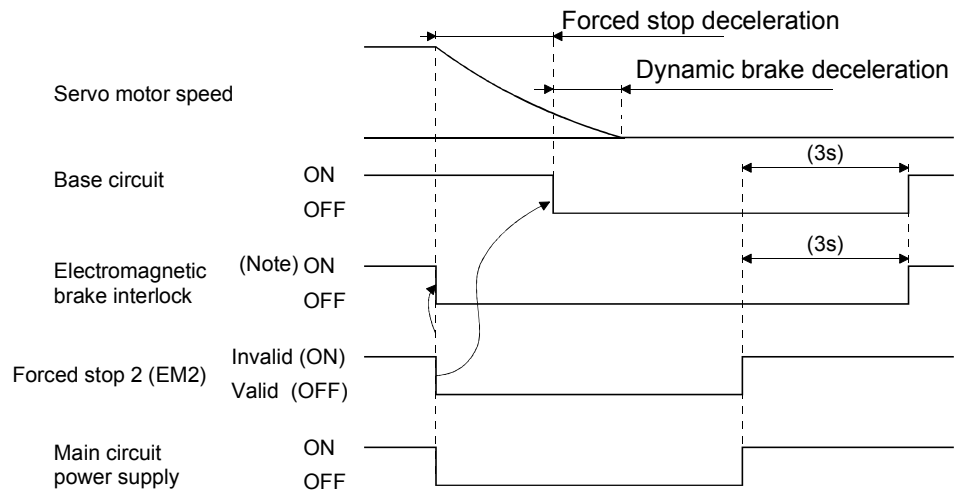 Forced stop deceleration
Dynamic brake deceleration
Servo motor speed
(3s)
Base circuit
ON
OFF
(3s)
Electromagnetic
brake interlock
(Note) ON
OFF
Forced stop 2 (EM2)
Invalid (ON)
Valid (OFF)
Main circuit
power supply
ON
OFF